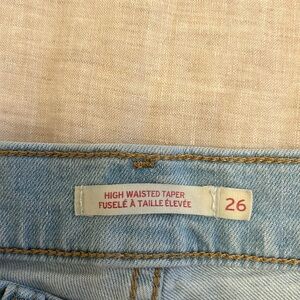 HIGH WAISTED TAPER
FUSELÉ À TAILLE ÉLEVÉE
26